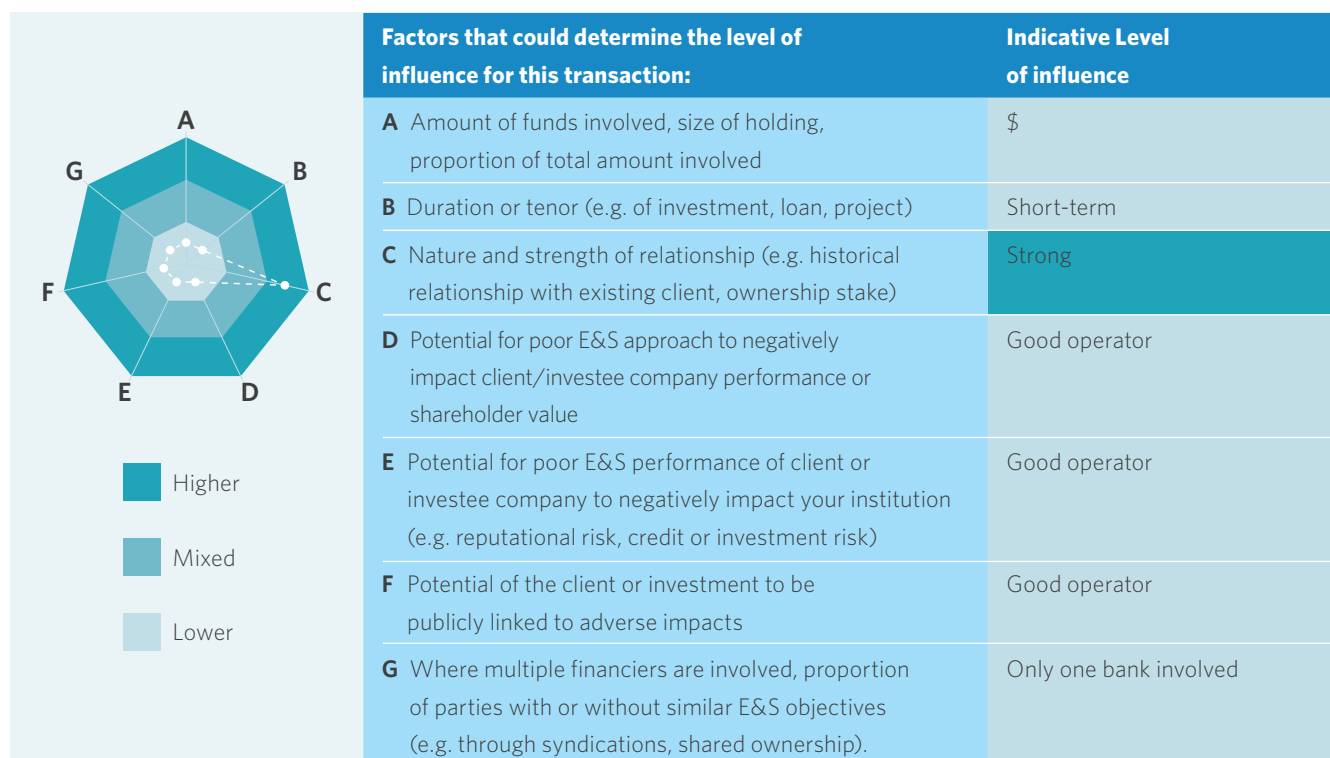 A
G
B
F
C
E
D
Higher
Mixed
Lower
Factors that could determine the level of
influence for this transaction:
Indicative Level
of influence
A Amount of funds involved, size of holding,
proportion of total amount involved
$
B Duration or tenor (e.g. of investment, loan, project)
Short-term
C Nature and strength of relationship (e.g. historical
relationship with existing client, ownership stake)
Strong
D Potential for poor E&S approach to negatively
impact client/investee company performance or
shareholder value
Good operator
E Potential for poor E&S performance of client or
investee company to negatively impact your institution
(e.g. reputational risk, credit or investment risk)
Good operator
F Potential of the client or investment to be
publicly linked to adverse impacts
Good operator
G Where multiple financiers are involved, proportion
of parties with or without similar E&S objectives
(e.g. through syndications, shared ownership).
Only one bank involved